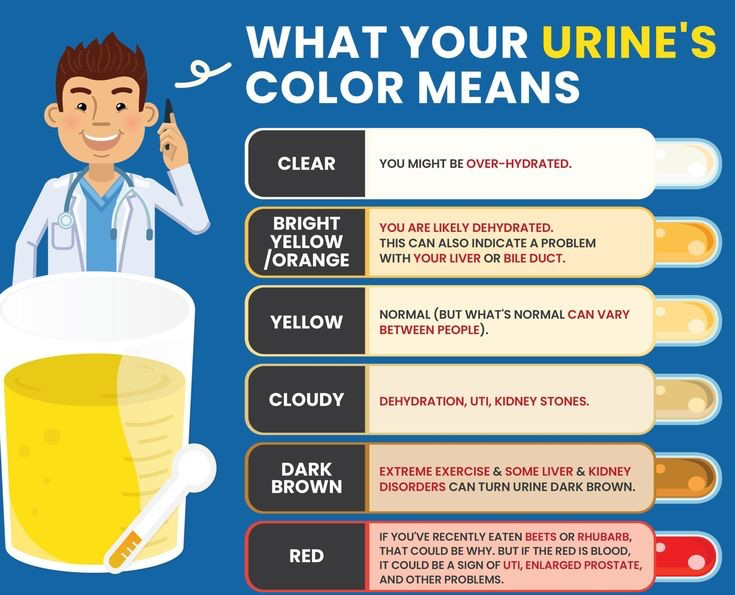 WHAT YOUR URINE'S
COLOR MEANS
CLEAR
YOU MIGHT BE OVER-HYDRATED.
BRIGHT
YELLOW
/ORANGE
YOU ARE LIKELY DEHYDRATED.
THIS CAN ALSO INDICATE A PROBLEM
WITH YOUR LIVER OR BILE DUCT.
YELLOW
NORMAL (BUT WHAT'S NORMAL CAN VARY
BETWEEN PEOPLE).
CLOUDY
DEHYDRATION, UTI, KIDNEY STONES.
DARK
BROWN
EXTREME EXERCISE & SOME LIVER & KIDNEY
DISORDERS CAN TURN URINE DARK BROWN.
RED
IF YOU'VE RECENTLY EATEN BEETS OR RHUBARB,
THAT COULD BE WHY. BUT IF THE RED IS BLOOD,
IT COULD BE A SIGN OF UTI, ENLARGED PROSTATE,
AND OTHER PROBLEMS.